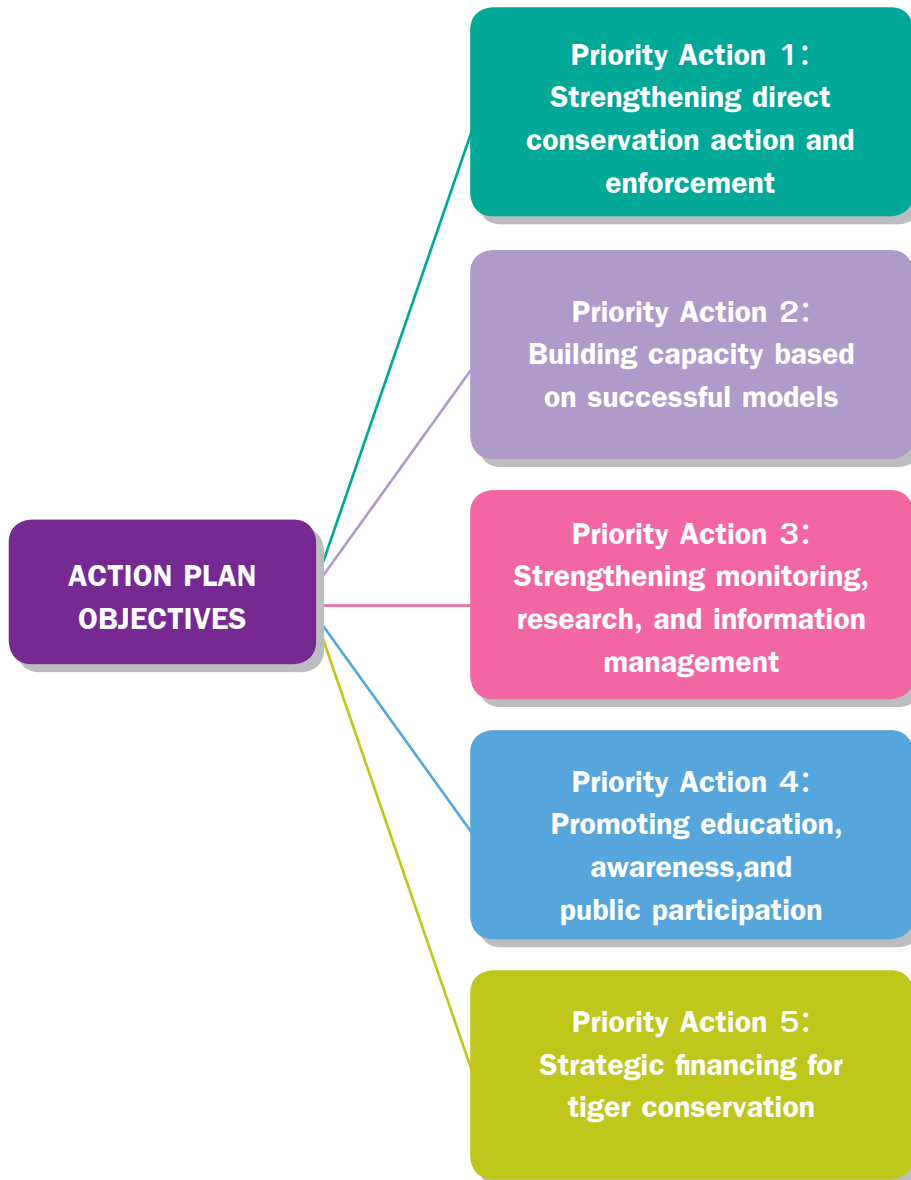 Priority Action 1:
Strengthening direct
conservation action and
enforcement
Priority Action 2:
Building capacity based
on successful models
ACTION PLAN
OBJECTIVES
Priority Action 3:
Strengthening monitoring,
research, and information
management
Priority Action 4:
Promoting education,
awareness,and
public participation
Priority Action 5:
Strategic financing for
tiger conservation